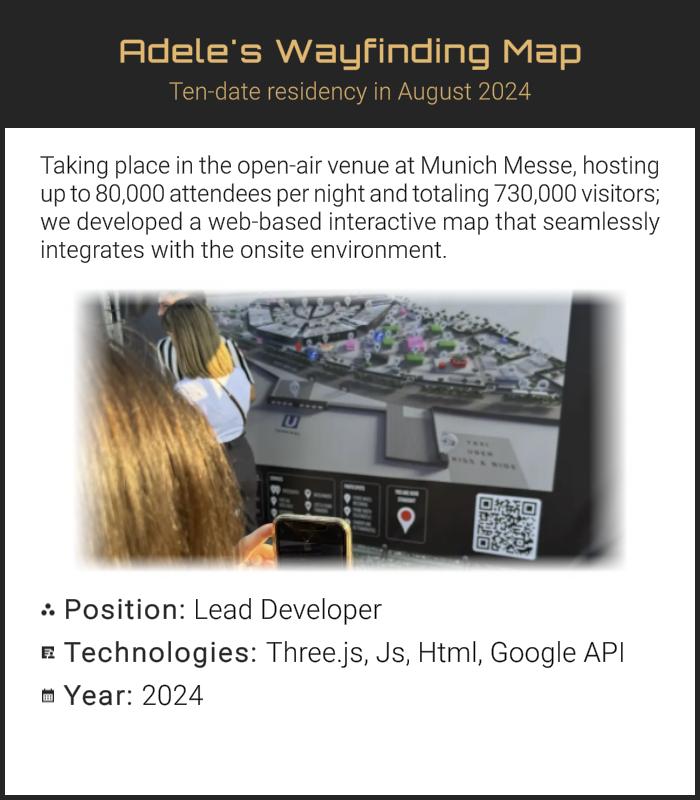 Adele's Wayfinding Map
Ten-date residency in August 2024
Taking place in the open-air venue at Munich Messe, hosting
up to 80,000 attendees per night and totaling 730,000 visitors;
we developed a web-based interactive map that seamlessly
integrates with the onsite environment.
U
TAXI
UBER
KISS & RIDE
YOU ARE HERE
Position: Lead Developer
Technologies: Three.js, Js, Html, Google API
Year: 2024